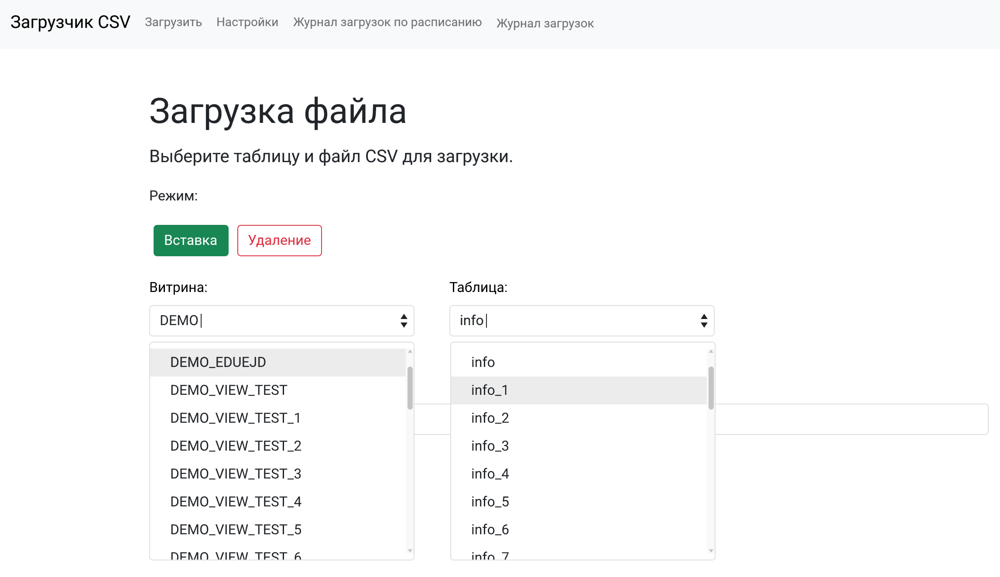 Загрузчик CSV Загрузить Настройки Журнал загрузок по расписанию Журнал загрузок
Загрузка файла
Выберите таблицу и файл CSV для загрузки.
Режим:
Вставка Удаление
Витрина: Таблица:
DEMO info
DEMO_EDUEJD info
DEMO_VIEW_TEST info_1
DEMO_VIEW_TEST_1 info_2
DEMO_VIEW_TEST_2 info_3
DEMO_VIEW_TEST_3 info_4
DEMO_VIEW_TEST_4 info_5
DEMO_VIEW_TEST_5 info_6
DEMO_VIEW_TEST_6 info_7